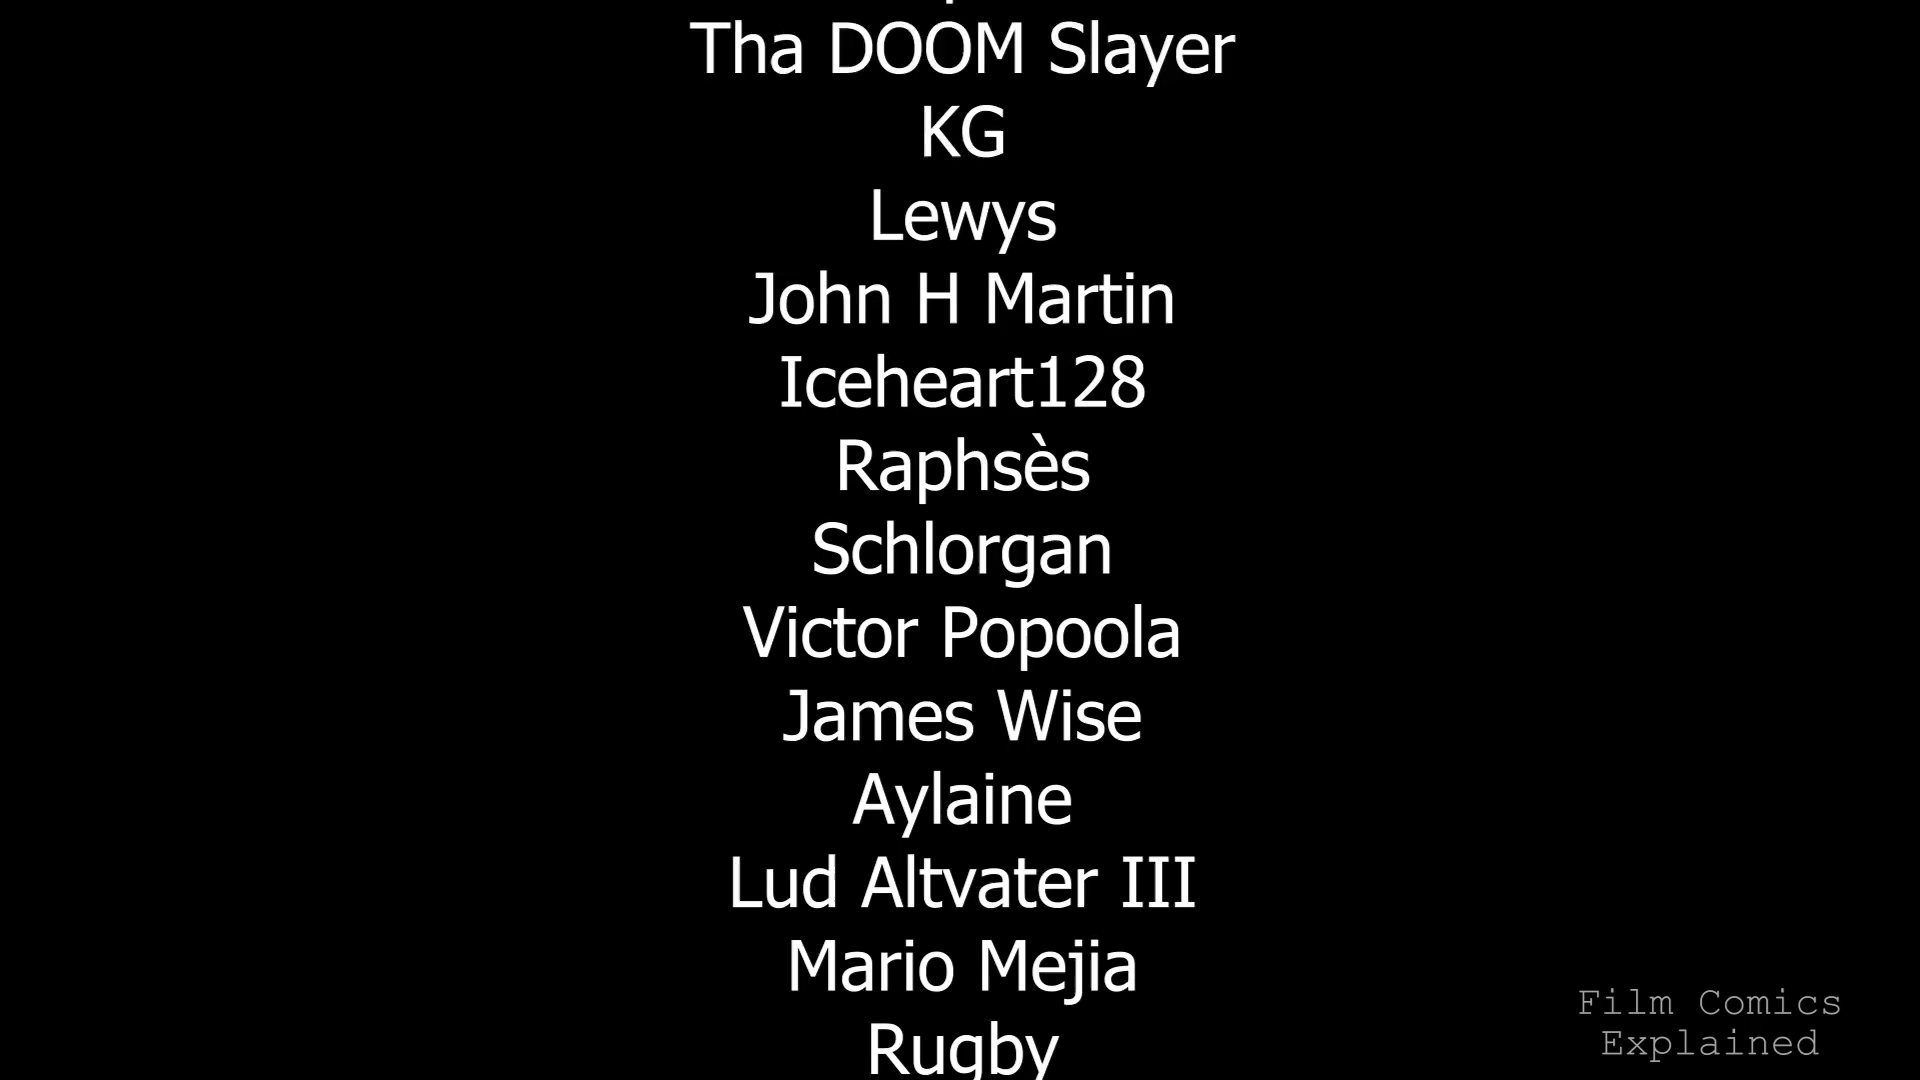 Tha DOOM Slayer
KG
Lewys
John H Martin
Iceheart128
Raphsès
Schlorgan
Victor Popoola
James Wise
Aylaine
Lud Altvater III
Mario Mejia
Rugby
Film Comics
Explained